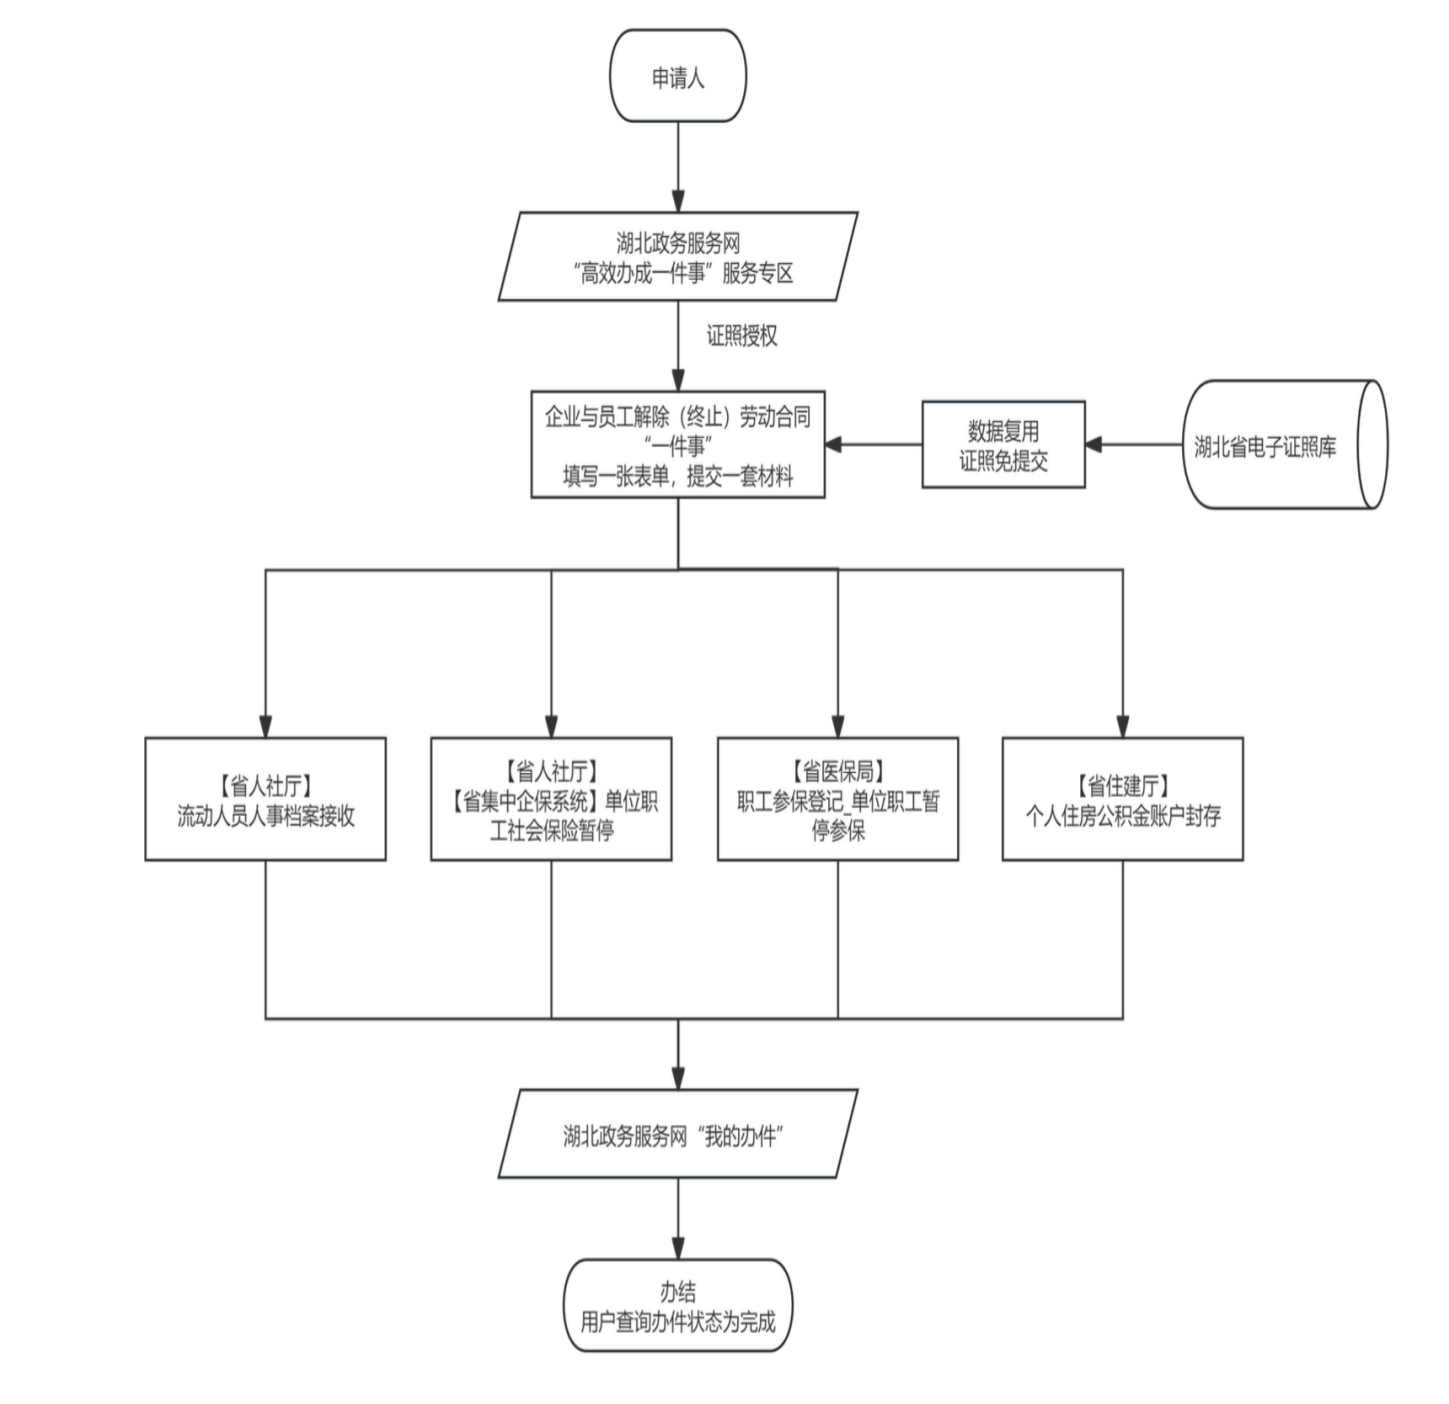 申请人
湖北政务服务网
“高效办成一件事”服务专区
证照授权
企业与员工解除（终止）劳动合同
“一件事”
填写一张表单，提交一套材料
数据复用
证照免提交
湖北省电子证照库
【省人社厅】
流动人员人事档案接收
【省人社厅】
【省集中企保系统】单位职
工社会保险暂停
【省医保局】
职工参保登记_单位职工暂
停参保
【省住建厅】
个人住房公积金账户封存
湖北政务服务网“我的办件”
办结
用户查询办件状态为完成